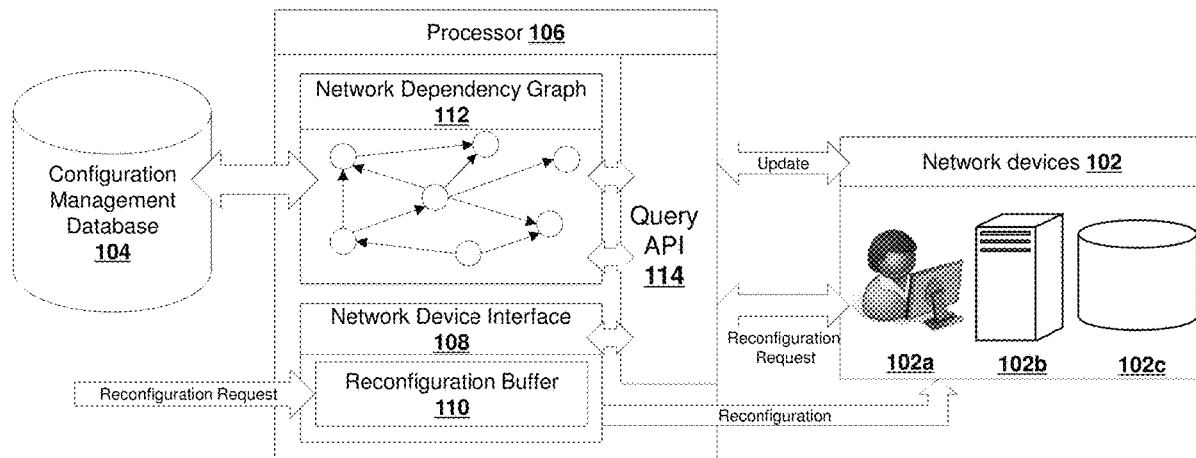 Processor 106
Network Dependency Graph
112
Configuration
Management
Database
104
Query
API
114
Update
Network devices 102
Network Device Interface
108
Reconfiguration
Request
102a
102b
102c
Reconfiguration Request
Reconfiguration Buffer
110
Reconfiguration